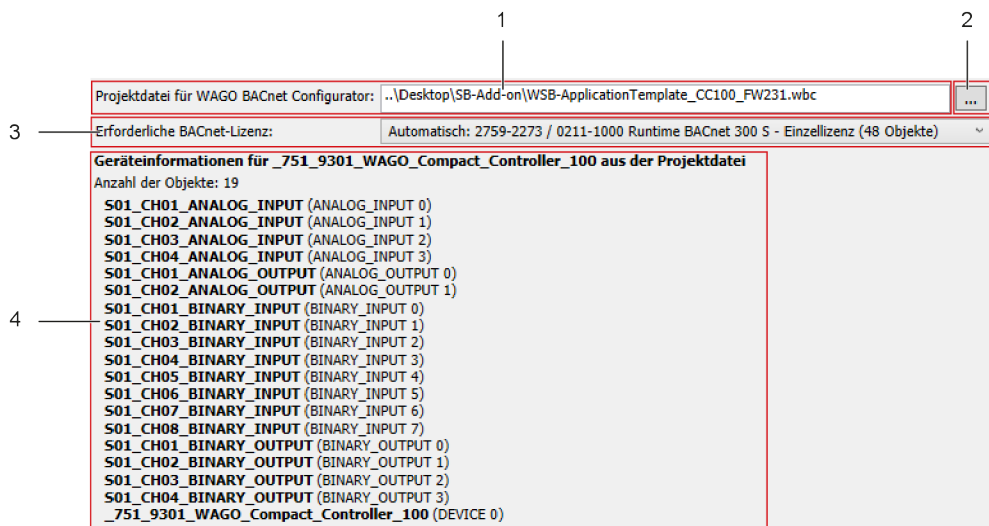 1
2
Projektdatei für WAGO BACnet Configurator: ..\Desktop\SB-Add-on\WSB-ApplicationTemplate_CC100_FW231.wbc ...
3
Erforderliche BACnet-Lizenz: Automatisch: 2759-2273 / 0211-1000 Runtime BACnet 300 S - Einzellizenz (48 Objekte)
Geräteinformationen für _751_9301_WAGO_Compact_Controller_100 aus der Projektdatei
Anzahl der Objekte: 19
S01_CH01_ANALOG_INPUT (ANALOG_INPUT 0)
S01_CH02_ANALOG_INPUT (ANALOG_INPUT 1)
S01_CH03_ANALOG_INPUT (ANALOG_INPUT 2)
S01_CH04_ANALOG_INPUT (ANALOG_INPUT 3)
S01_CH01_ANALOG_OUTPUT (ANALOG_OUTPUT 0)
S01_CH02_ANALOG_OUTPUT (ANALOG_OUTPUT 1)
S01_CH01_BINARY_INPUT (BINARY_INPUT 0)
4
S01_CH02_BINARY_INPUT (BINARY_INPUT 1)
S01_CH03_BINARY_INPUT (BINARY_INPUT 2)
S01_CH04_BINARY_INPUT (BINARY_INPUT 3)
S01_CH05_BINARY_INPUT (BINARY_INPUT 4)
S01_CH06_BINARY_INPUT (BINARY_INPUT 5)
S01_CH07_BINARY_INPUT (BINARY_INPUT 6)
S01_CH08_BINARY_INPUT (BINARY_INPUT 7)
S01_CH01_BINARY_OUTPUT (BINARY_OUTPUT 0)
S01_CH02_BINARY_OUTPUT (BINARY_OUTPUT 1)
S01_CH03_BINARY_OUTPUT (BINARY_OUTPUT 2)
S01_CH04_BINARY_OUTPUT (BINARY_OUTPUT 3)
_751_9301_WAGO_Compact_Controller_100 (DEVICE 0)